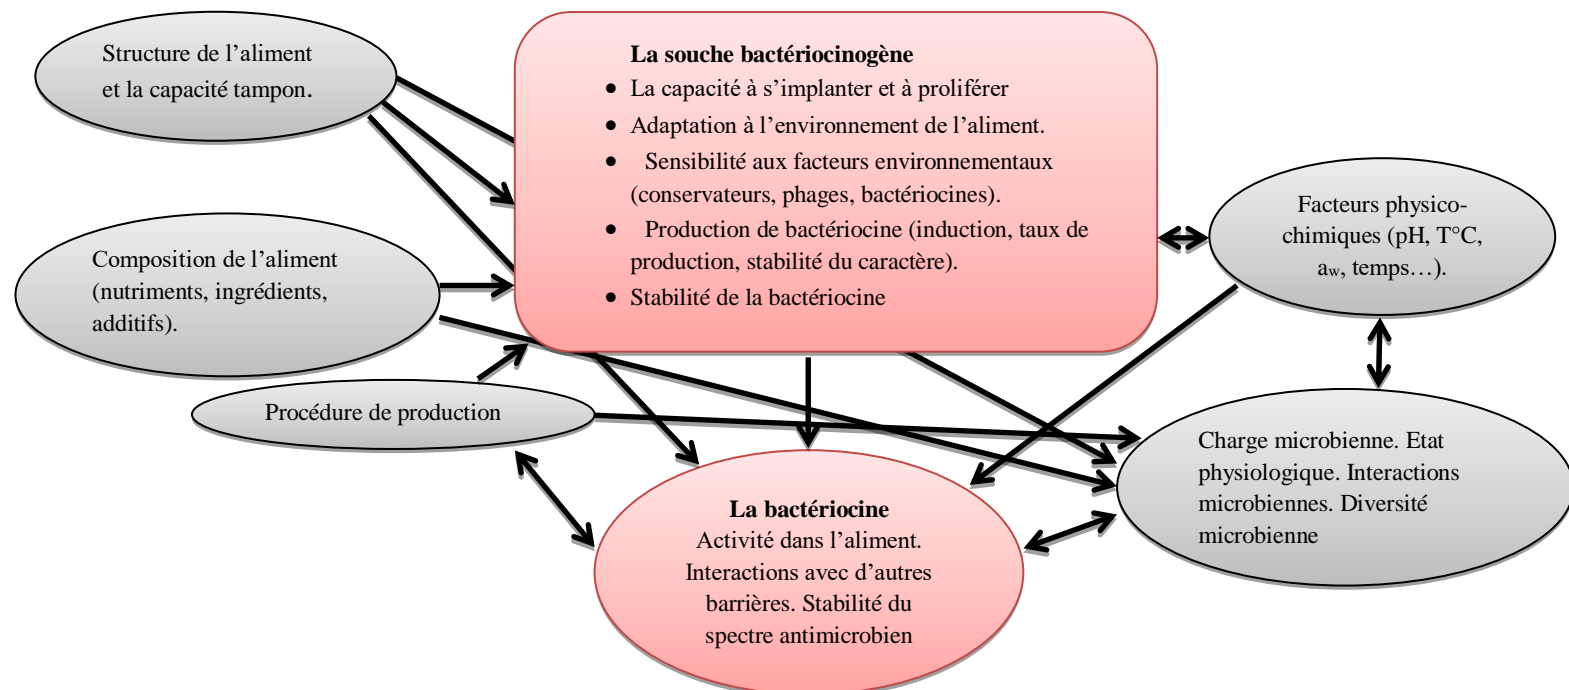 Structure de l’aliment
et la capacité tampon.
La souche bactériocinogène
• La capacité à s’implanter et à proliférer
• Adaptation à l’environnement de l’aliment.
• Sensibilité aux facteurs environnementaux
(conservateurs, phages, bactériocines).
• Production de bactériocine (induction, taux de
production, stabilité du caractère).
• Stabilité de la bactériocine
Facteurs physico-
chimiques (pH, T°C,
aw, temps…).
Composition de l’aliment
(nutriments, ingrédients,
additifs).
Procédure de production
Charge microbienne. Etat
physiologique. Interactions
microbiennes. Diversité
microbienne
La bactériocine
Activité dans l’aliment.
Interactions avec d’autres
barrières. Stabilité du
spectre antimicrobien